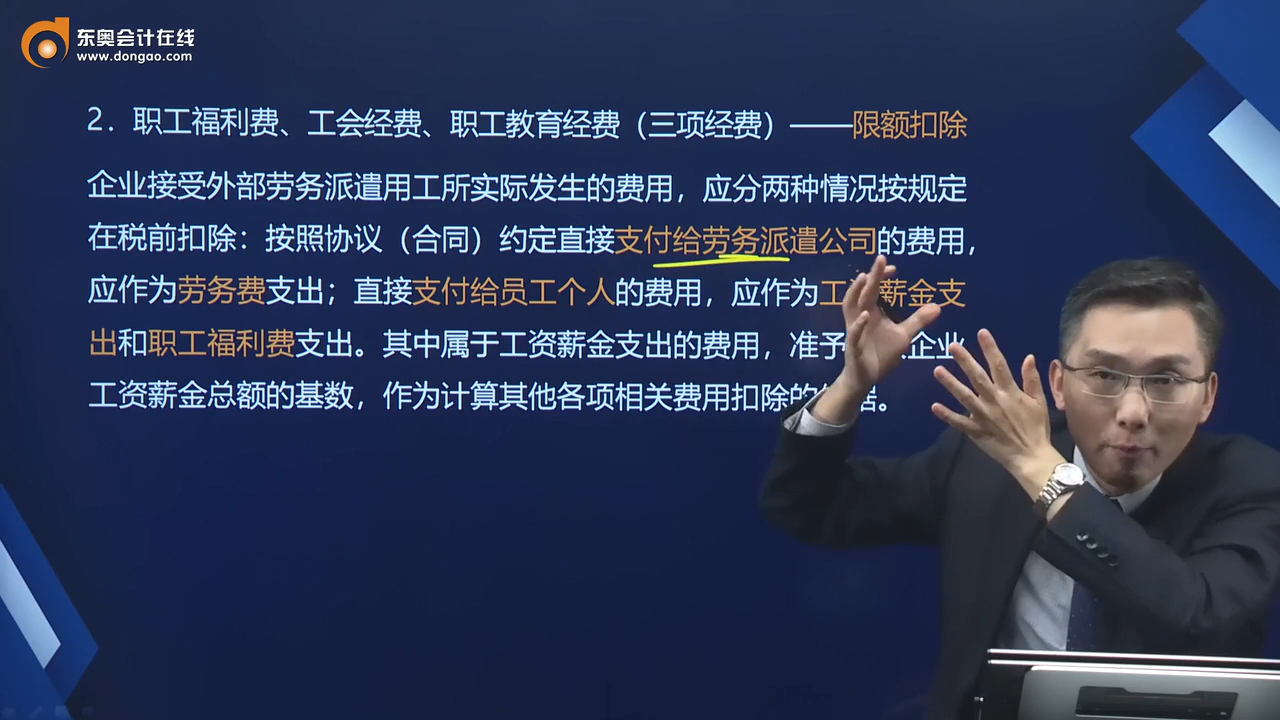 东奥会计在线
www.dongao.com
2．职工福利费、工会经费、职工教育经费（三项经费）——限额扣除
企业接受外部劳务派遣用工所实际发生的费用，应分两种情况按规定
在税前扣除：按照协议（合同）约定直接支付给劳务派遣公司的费用，
应作为劳务费支出；直接支付给员工个人的费用，应作为工 薪金支
出和职工福利费支出。其中属于工资薪金支出的费用，准予 企业
工资薪金总额的基数，作为计算其他各项相关费用扣除的 。